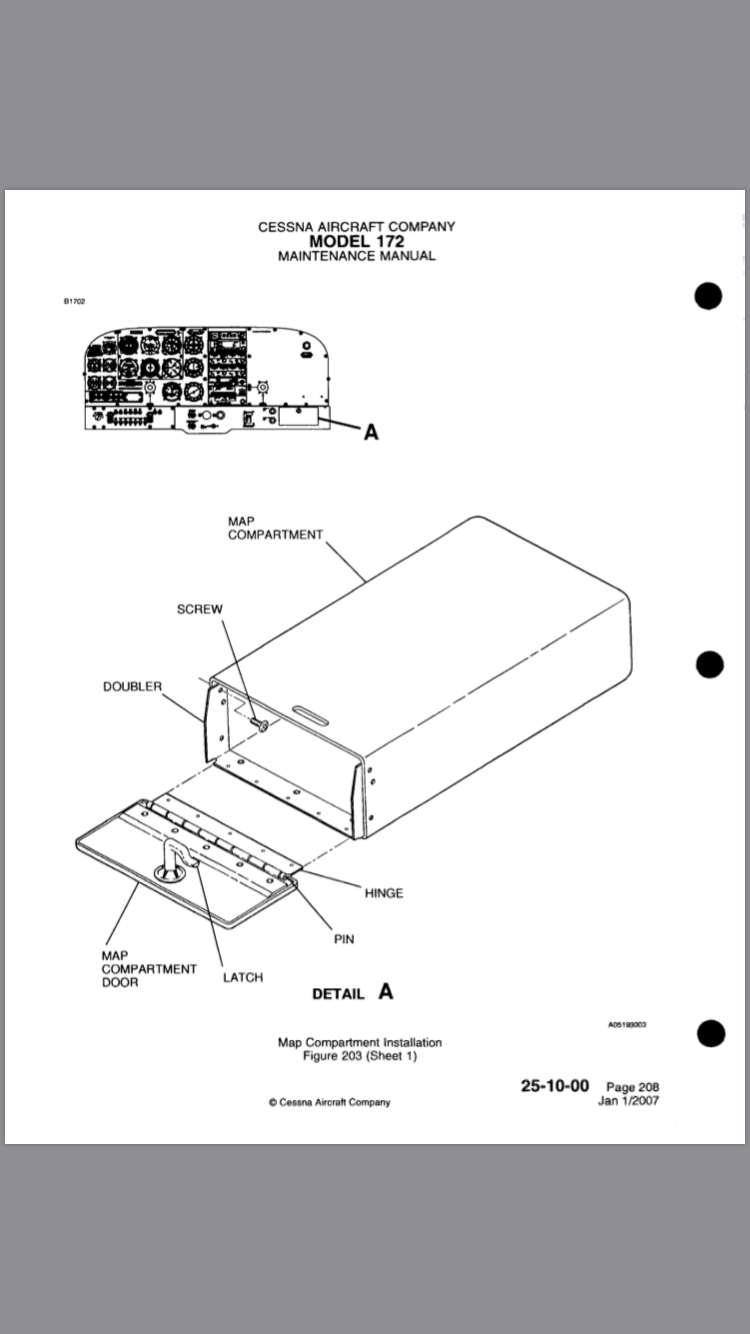 CESSNA AIRCRAFT COMPANY
MODEL 172
MAINTENANCE MANUAL
B1702
A
MAP
COMPARTMENT
SCREW
DOUBLER
HINGE
PIN
MAP
COMPARTMENT
DOOR
LATCH
DETAIL A
A05198003
Map Compartment Installation
Figure 203 (Sheet 1)
25-10-00 Page 208
Jan 1/2007
© Cessna Aircraft Company